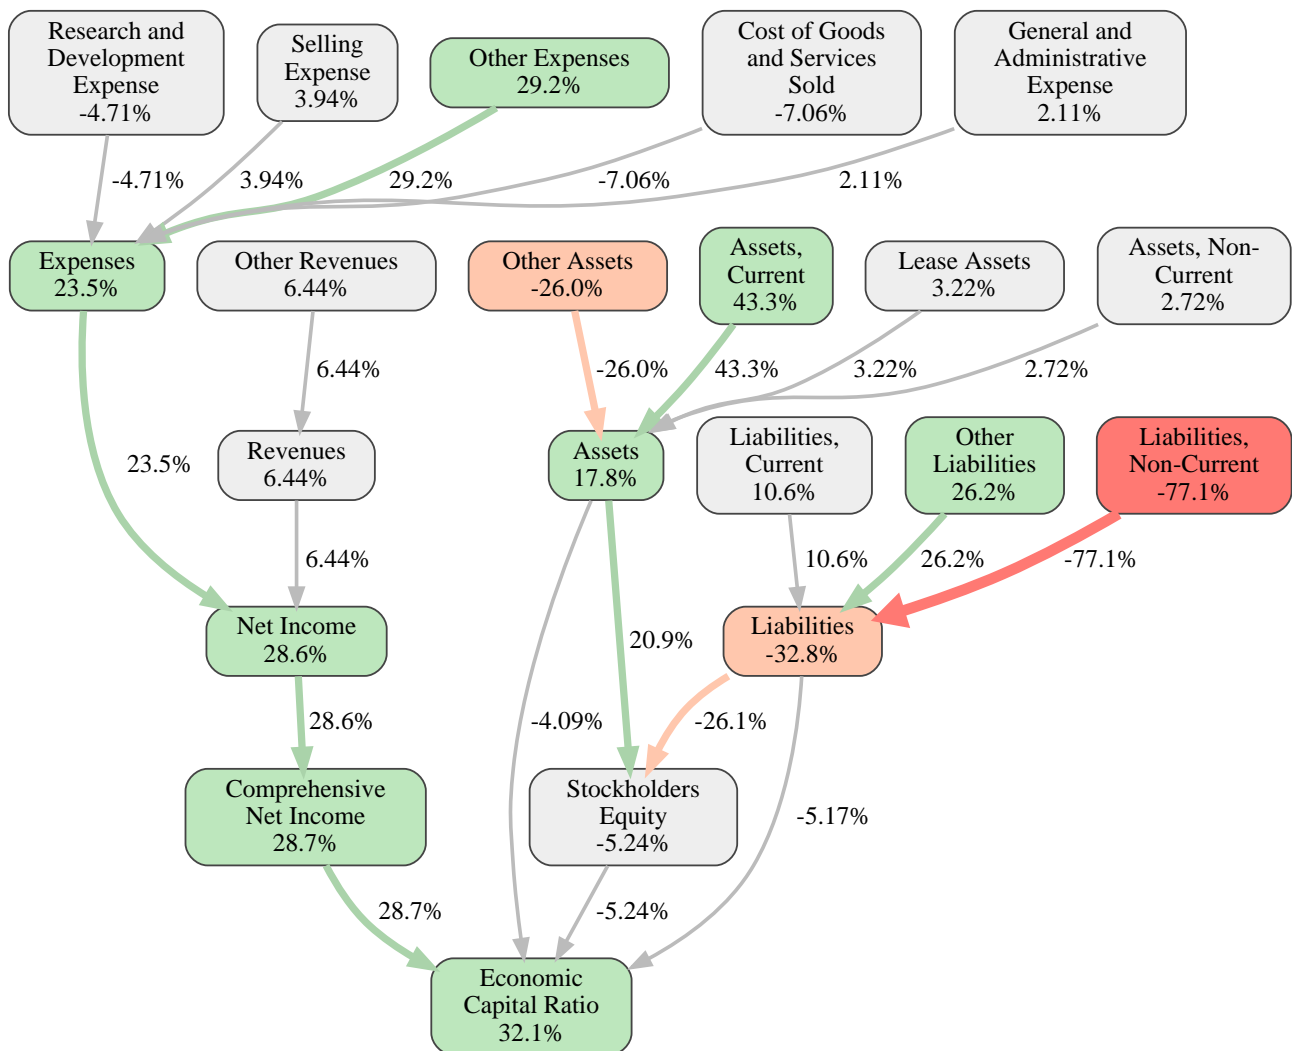 Research and
Development
Expense
-4.71%
Selling
Expense
3.94%
Other Expenses
29.2%
Cost of Goods
and Services
Sold
-7.06%
General and
Administrative
Expense
2.11%
-4.71%
3.94%
29.2%
-7.06%
2.11%
Expenses
23.5%
Other Revenues
6.44%
Other Assets
-26.0%
Assets,
Current
43.3%
Lease Assets
3.22%
Assets, Non-
Current
2.72%
6.44%
-26.0%
43.3%
3.22%
2.72%
23.5%
Revenues
6.44%
Assets
17.8%
Liabilities,
Current
10.6%
Other
Liabilities
26.2%
Liabilities,
Non-Current
-77.1%
6.44%
10.6%
26.2%
-77.1%
Net Income
28.6%
20.9%
Liabilities
-32.8%
28.6%
-4.09%
-26.1%
Comprehensive
Net Income
28.7%
Stockholders
Equity
-5.24%
-5.17%
28.7%
-5.24%
Economic
Capital Ratio
32.1%